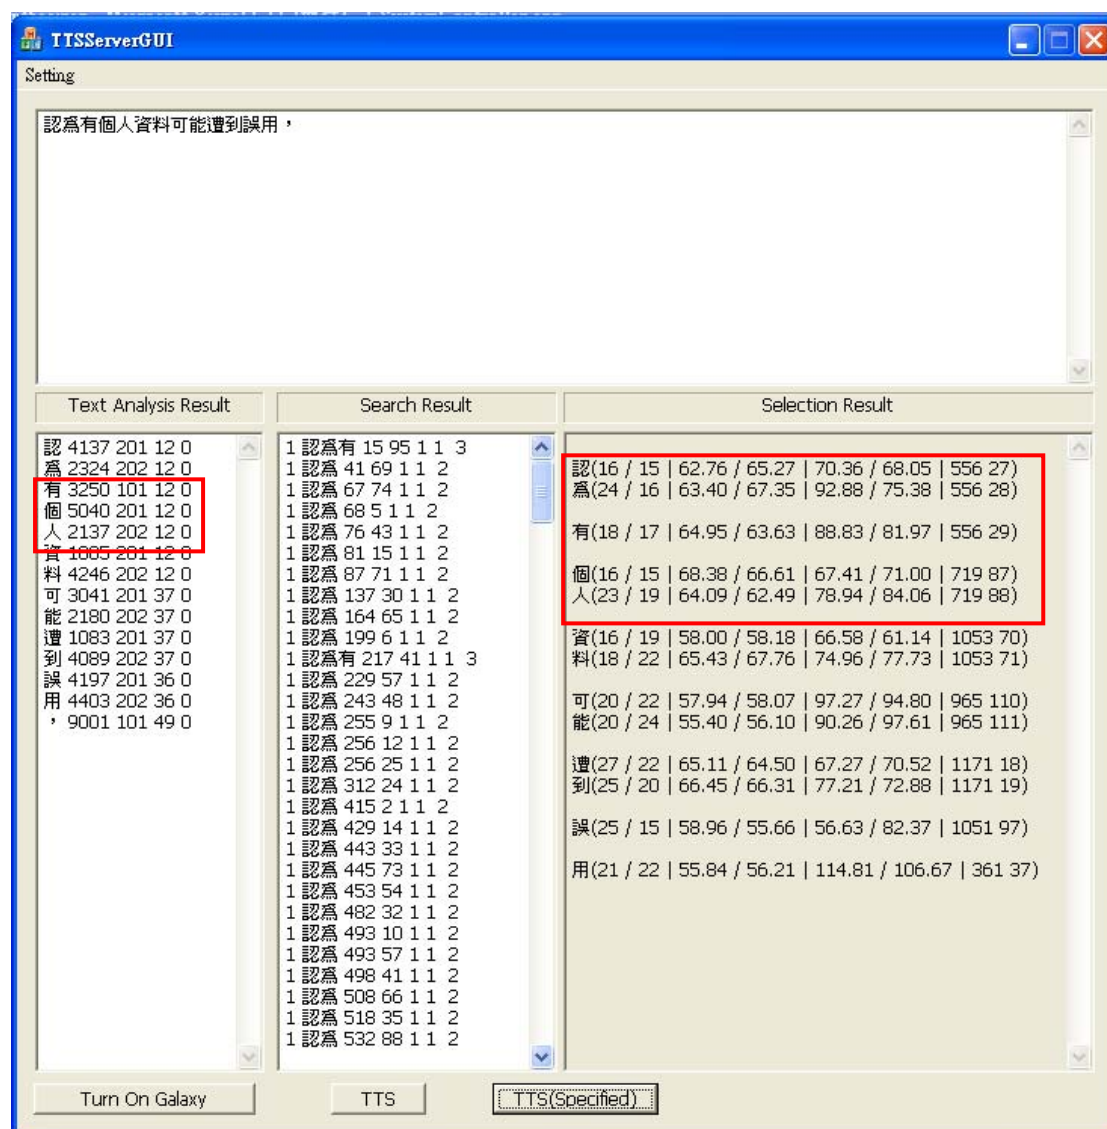 TTSServerGUI
Setting
認爲有個人資料可能遭到誤用，
Text Analysis Result
認 4137 201 12 0
爲 2324 202 12 0
有 3250 101 12 0
個 5040 201 12 0
人 2137 202 12 0
資 1005 201 12 0
料 4246 202 12 0
可 3041 201 37 0
能 2180 202 37 0
遭 1083 201 37 0
到 4089 202 37 0
誤 4197 201 36 0
用 4403 202 36 0
， 9001 101 49 0
Search Result
1 認爲有 15 95 1 1 3
1 認爲 41 69 1 1 2
1 認爲 67 74 1 1 2
1 認爲 68 5 1 1 2
1 認爲 76 43 1 1 2
1 認爲 81 15 1 1 2
1 認爲 87 71 1 1 2
1 認爲 137 30 1 1 2
1 認爲 164 65 1 1 2
1 認爲 199 6 1 1 2
1 認爲有 217 41 1 1 3
1 認爲 229 57 1 1 2
1 認爲 243 48 1 1 2
1 認爲 255 9 1 1 2
1 認爲 256 12 1 1 2
1 認爲 256 25 1 1 2
1 認爲 312 24 1 1 2
1 認爲 415 2 1 1 2
1 認爲 429 14 1 1 2
1 認爲 443 33 1 1 2
1 認爲 445 73 1 1 2
1 認爲 453 54 1 1 2
1 認爲 482 32 1 1 2
1 認爲 493 10 1 1 2
1 認爲 493 57 1 1 2
1 認爲 498 41 1 1 2
1 認爲 508 66 1 1 2
1 認爲 518 35 1 1 2
1 認爲 532 88 1 1 2
Selection Result
認(16 / 15 | 62.76 / 65.27 | 70.36 / 68.05 | 556 27)
爲(24 / 16 | 63.40 / 67.35 | 92.88 / 75.38 | 556 28)
有(18 / 17 | 64.95 / 63.63 | 88.83 / 81.97 | 556 29)
個(16 / 15 | 68.38 / 66.61 | 67.41 / 71.00 | 719 87)
人(23 / 19 | 64.09 / 62.49 | 78.94 / 84.06 | 719 88)
資(16 / 19 | 58.00 / 58.18 | 66.58 / 61.14 | 1053 70)
料(18 / 22 | 65.43 / 67.76 | 74.96 / 77.73 | 1053 71)
可(20 / 22 | 57.94 / 58.07 | 97.27 / 94.80 | 965 110)
能(20 / 24 | 55.40 / 56.10 | 90.26 / 97.61 | 965 111)
遭(27 / 22 | 65.11 / 64.50 | 67.27 / 70.52 | 1171 18)
到(25 / 20 | 66.45 / 66.31 | 77.21 / 72.88 | 1171 19)
誤(25 / 15 | 58.96 / 55.66 | 56.63 / 82.37 | 1051 97)
用(21 / 22 | 55.84 / 56.21 | 114.81 / 106.67 | 361 37)
Turn On Galaxy
TTS
TTS(Specified)